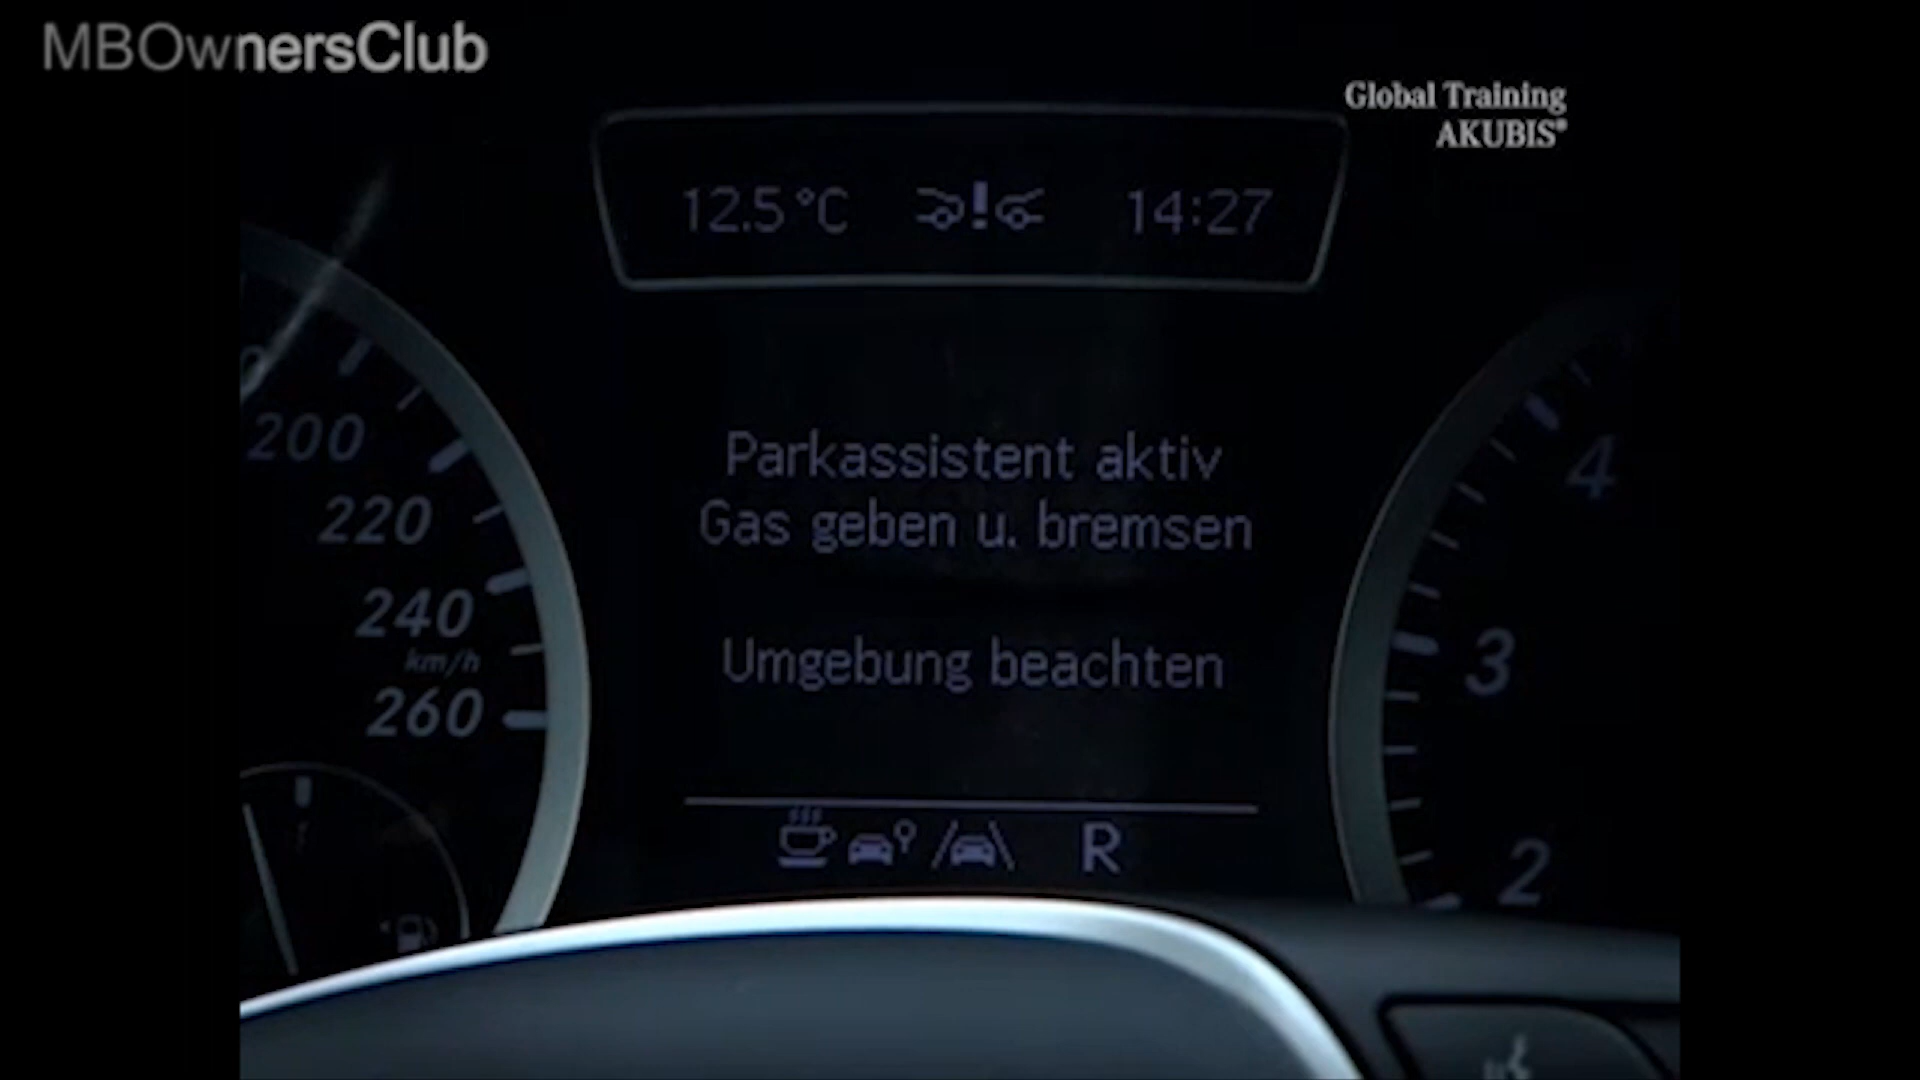 MBOwnersClub
Global Training
AKUBIS®
12.5 °C 14:27
Parkassistent aktiv
Gas geben u. bremsen
Umgebung beachten
R
200
220
240
km/h
260
4
3
2